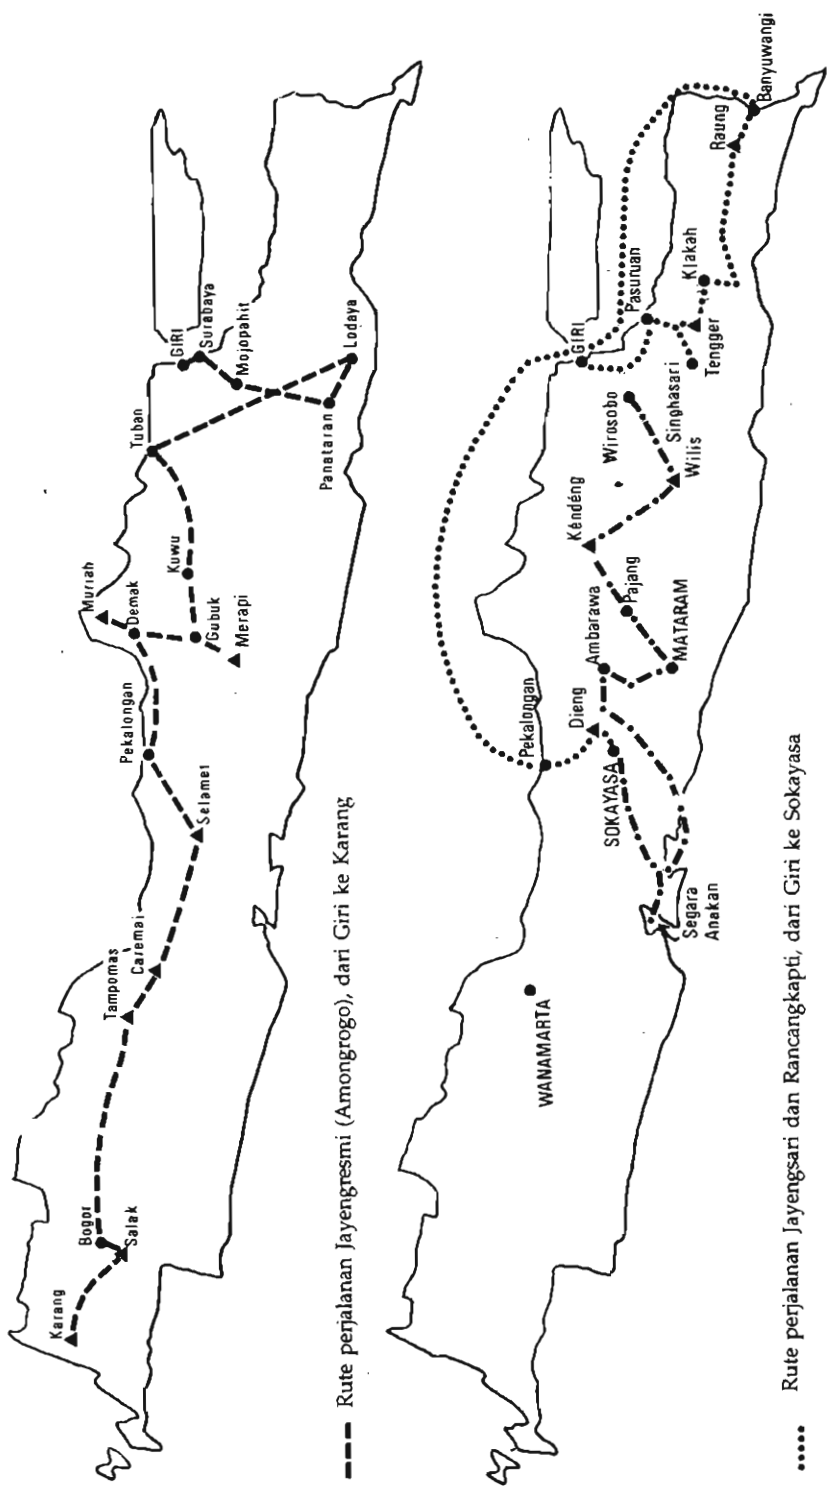 Karang
Bogor
Salak
Tampomas
Caremai
Selamet
Pekalongan
Muriah
Demak
Gubuk
Merapi
Kuwu
Tuban
GIRI
Surabaya
Mojopahit
Panataran
Lodaya
Rute perjalanan Jayengresmi (Amongrogo), dari Giri ke Karang
WANAMARTA
Segara
Anakan
SOKAYASA
Dieng
Pekalongan
Ambarawa
MATARAM
Pajang
Kéndéng
Wilis
Wirosobo
Singhasari
GIRI
Pasuruan
Tengger
Klakah
Raung
Banyuwangi
Rute perjalanan Jayengsari dan Rancangkapti, dari Giri ke Sokayasa